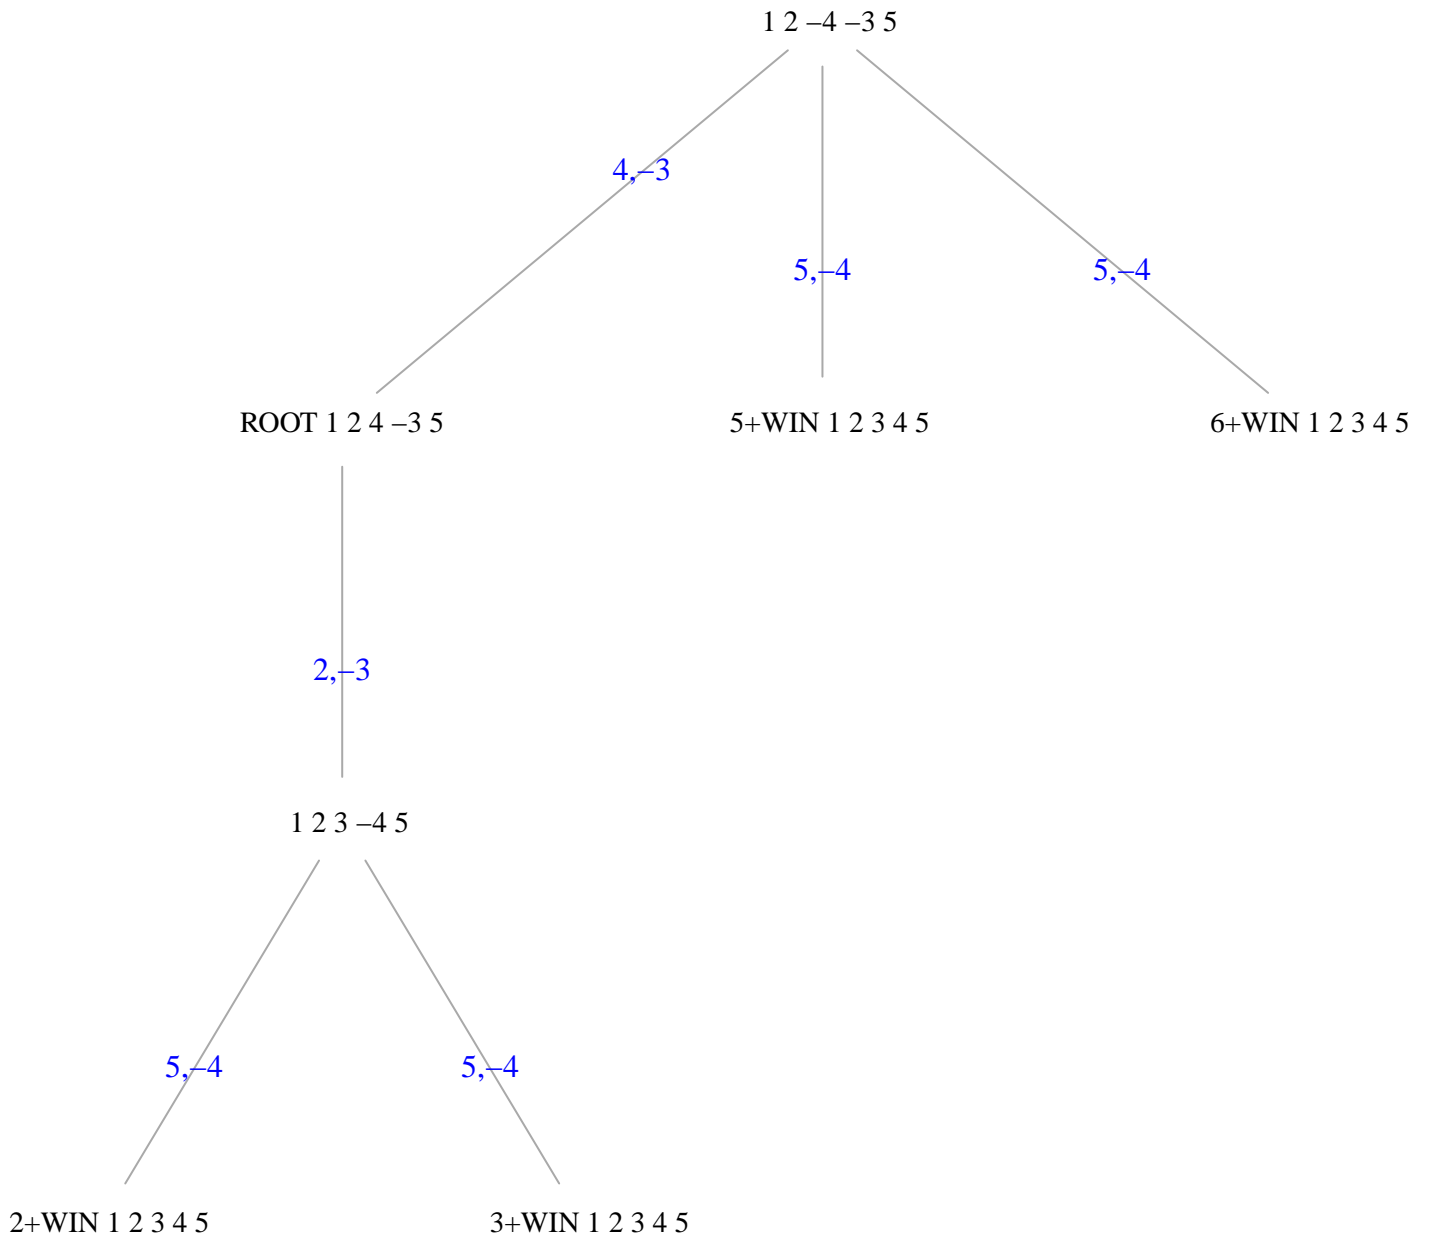 1 2 –4 –3 5
4,–3
5,–4
5,–4
ROOT 1 2 4 –3 5
5+WIN 1 2 3 4 5
6+WIN 1 2 3 4 5
2,–3
1 2 3 –4 5
5,–4
5,–4
2+WIN 1 2 3 4 5
3+WIN 1 2 3 4 5